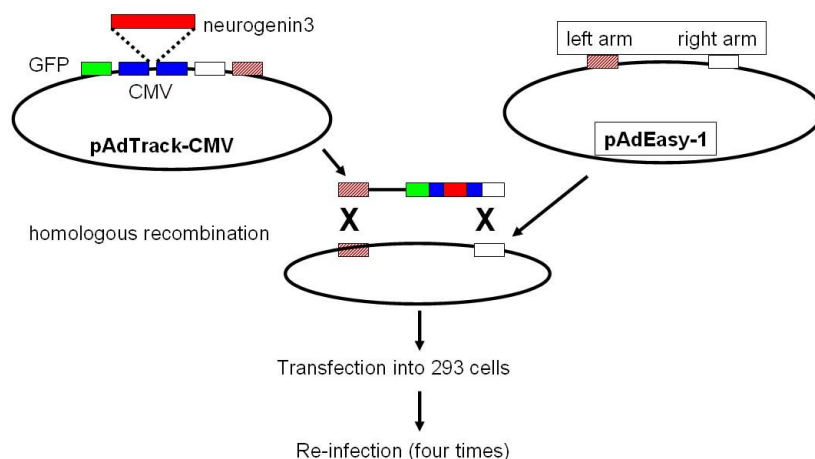 neurogenin3
GFP
CMV
pAdTrack-CMV
left arm right arm
pAdEasy-1
X X
homologous recombination
Transfection into 293 cells
Re-infection (four times)